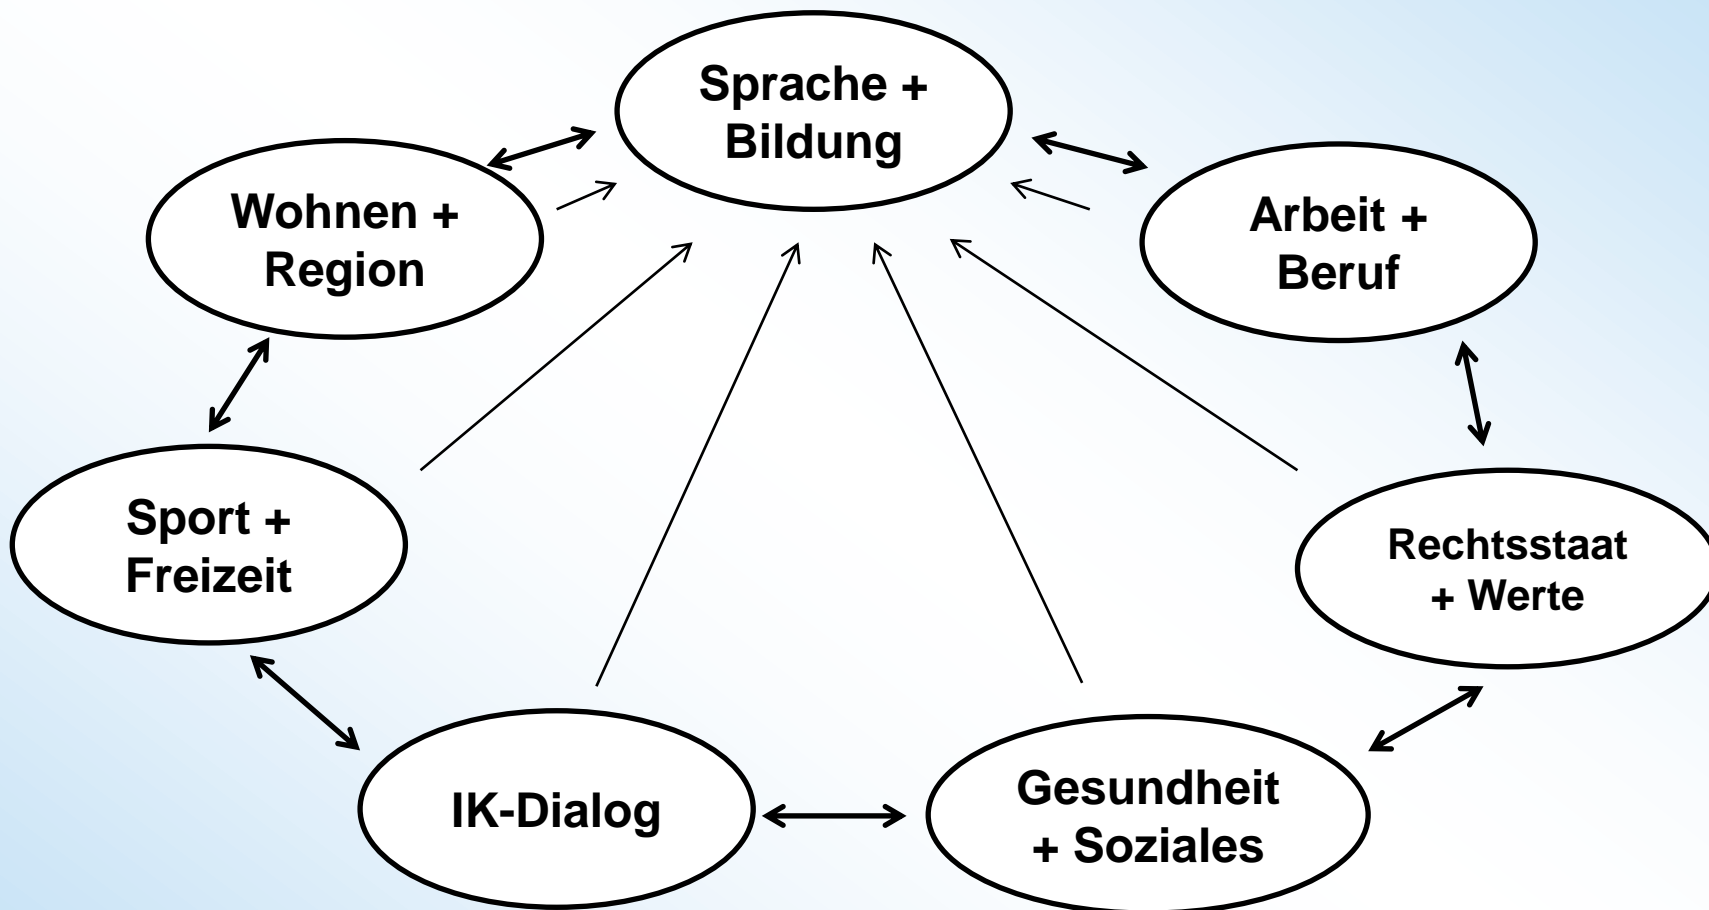 Sprache +
Bildung
Wohnen +
Region
Arbeit +
Beruf
Sport +
Freizeit
Rechtsstaat
+ Werte
IK-Dialog
Gesundheit
+ Soziales